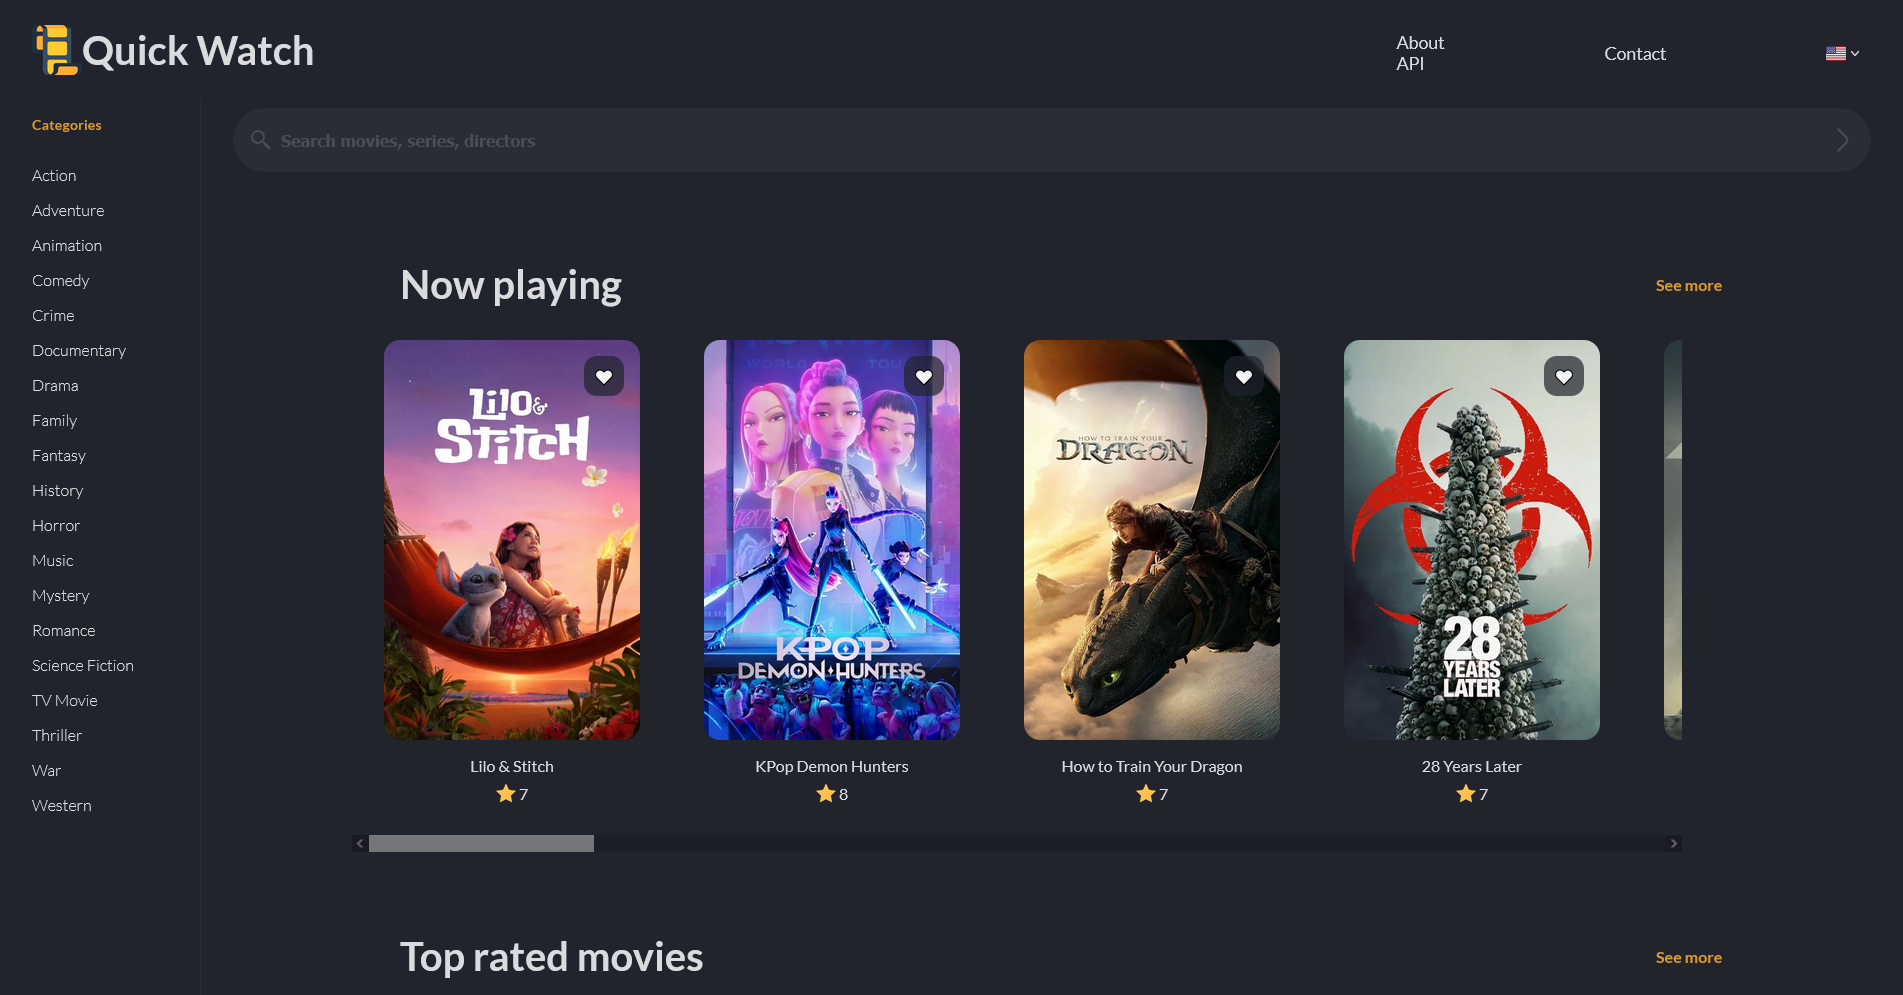 Quick Watch
About
API
Contact
Categories
Action
Adventure
Animation
Comedy
Crime
Documentary
Drama
Family
Fantasy
History
Horror
Music
Mystery
Romance
Science Fiction
TV Movie
Thriller
War
Western
Search movies, series, directors
Now playing
See more
Lilo &
Stitch
WORLD TOU
KPOP
DEMON HUNTERS
HOW TO TRAIN YOUR
DRAGON
28
YEARS
LATER
Lilo & Stitch
7
KPop Demon Hunters
8
How to Train Your Dragon
7
28 Years Later
7
Top rated movies
See more